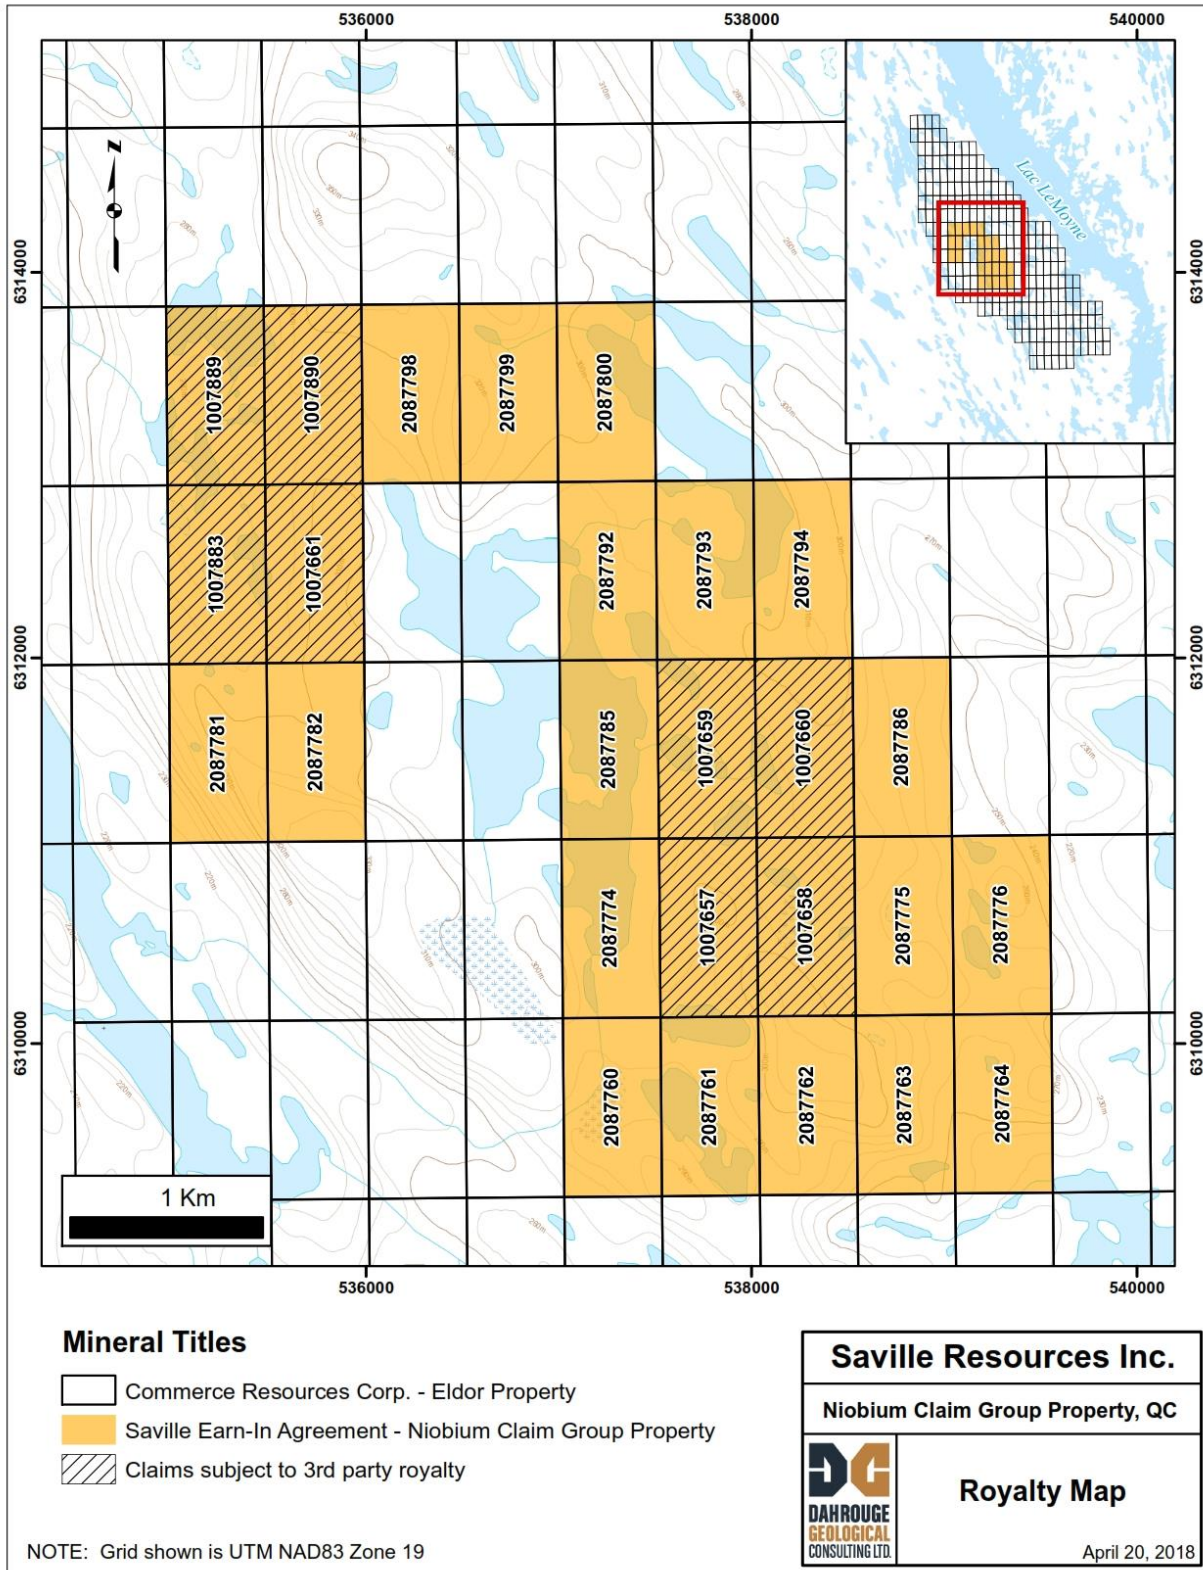 536000
538000
540000
N
Lac LeMoyne
6314000
6314000
1007889
1007890
2087798
2087799
2087800
1007883
1007661
2087792
2087793
2087794
6312000
6312000
2087781
2087782
2087785
1007659
1007660
2087786
2087774
1007657
1007658
2087775
2087776
6310000
6310000
2087760
2087761
2087762
2087763
2087764
1 Km
536000
538000
540000
Mineral Titles
Commerce Resources Corp. - Eldor Property
Saville Earn-In Agreement - Niobium Claim Group Property
Claims subject to 3rd party royalty
NOTE: Grid shown is UTM NAD83 Zone 19
Saville Resources Inc.
Niobium Claim Group Property, QC
DAHROUGE
GEOLOGICAL
CONSULTING LTD.
Royalty Map
April 20, 2018